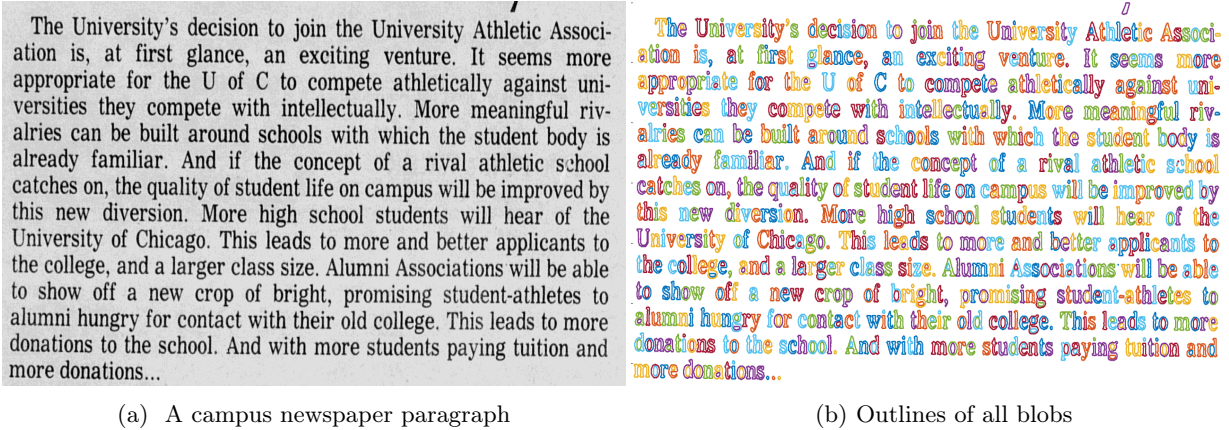 The University's decision to join the University Athletic Associ-
ation is, at first glance, an exciting venture. It seems more
appropriate for the U of C to compete athletically against uni-
versities they compete with intellectually. More meaningful riv-
alries can be built around schools with which the student body is
already familiar. And if the concept of a rival athletic school
catches on, the quality of student life on campus will be improved by
this new diversion. More high school students will hear of the
University of Chicago. This leads to more and better applicants to
the college, and a larger class size. Alumni Associations will be able
to show off a new crop of bright, promising student-athletes to
alumni hungry for contact with their old college. This leads to more
donations to the school. And with more students paying tuition and
more donations...
(a) A campus newspaper paragraph
The University's decision to join the University Athletic Associ-
ation is, at first glance, an exciting venture. It seems more
appropriate for the U of C to compete athletically against uni-
versities they compete with intellectually. More meaningful riv-
alries can be built around schools with which the student body is
already familiar. And if the concept of a rival athletic school
catches on, the quality of student life on campus will be improved by
this new diversion. More high school students will hear of the
University of Chicago. This leads to more and better applicants to
the college, and a larger class size. Alumni Associations will be able
to show off a new crop of bright, promising student-athletes to
alumni hungry for contact with their old college. This leads to more
donations to the school. And with more students paying tuition and
more donations...
(b) Outlines of all blobs